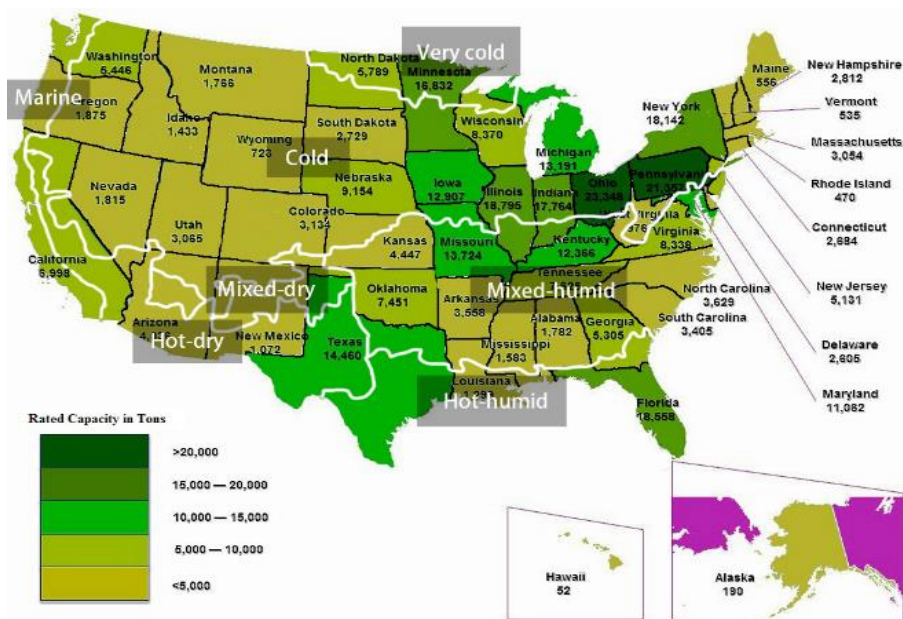 Washington
5,446
Montana
1,766
North Dakota
5,789
Very cold
Minnesota
16,832
Maine
556
New Hampshire
2,812
Marine
Oregon
1,875
Idaho
1,433
Vermont
535
New York
18,142
Wyoming
723
South Dakota
2,729
Wisconsin
8,370
Michigan
13,191
Massachusetts
3,054
Cold
Rhode Island
470
Nevada
1,815
Nebraska
9,154
Iowa
12,907
Illinois
18,795
Indiana
17,764
Ohio
23,348
Pennsylvania
Connecticut
2,684
Utah
3,065
Colorado
3,134
Kansas
4,447
Missouri
13,724
Kentucky
12,366
West Virginia
976
Virginia
8,338
New Jersey
5,131
California
6,998
Mixed-dry
Oklahoma
7,451
Arkansas
3,558
Tennessee
Mixed-humid
North Carolina
3,629
South Carolina
3,405
Delaware
2,605
Arizona
Hot-dry
New Mexico
1,072
Texas
14,460
Mississippi
1,583
Alabama
1,782
Georgia
5,305
Maryland
11,062
Louisiana
Hot-humid
Florida
18,558
Rated Capacity in Tons
>20,000
15,000 — 20,000
10,000 — 15,000
5,000 — 10,000
<5,000
Hawaii
52
Alaska
190